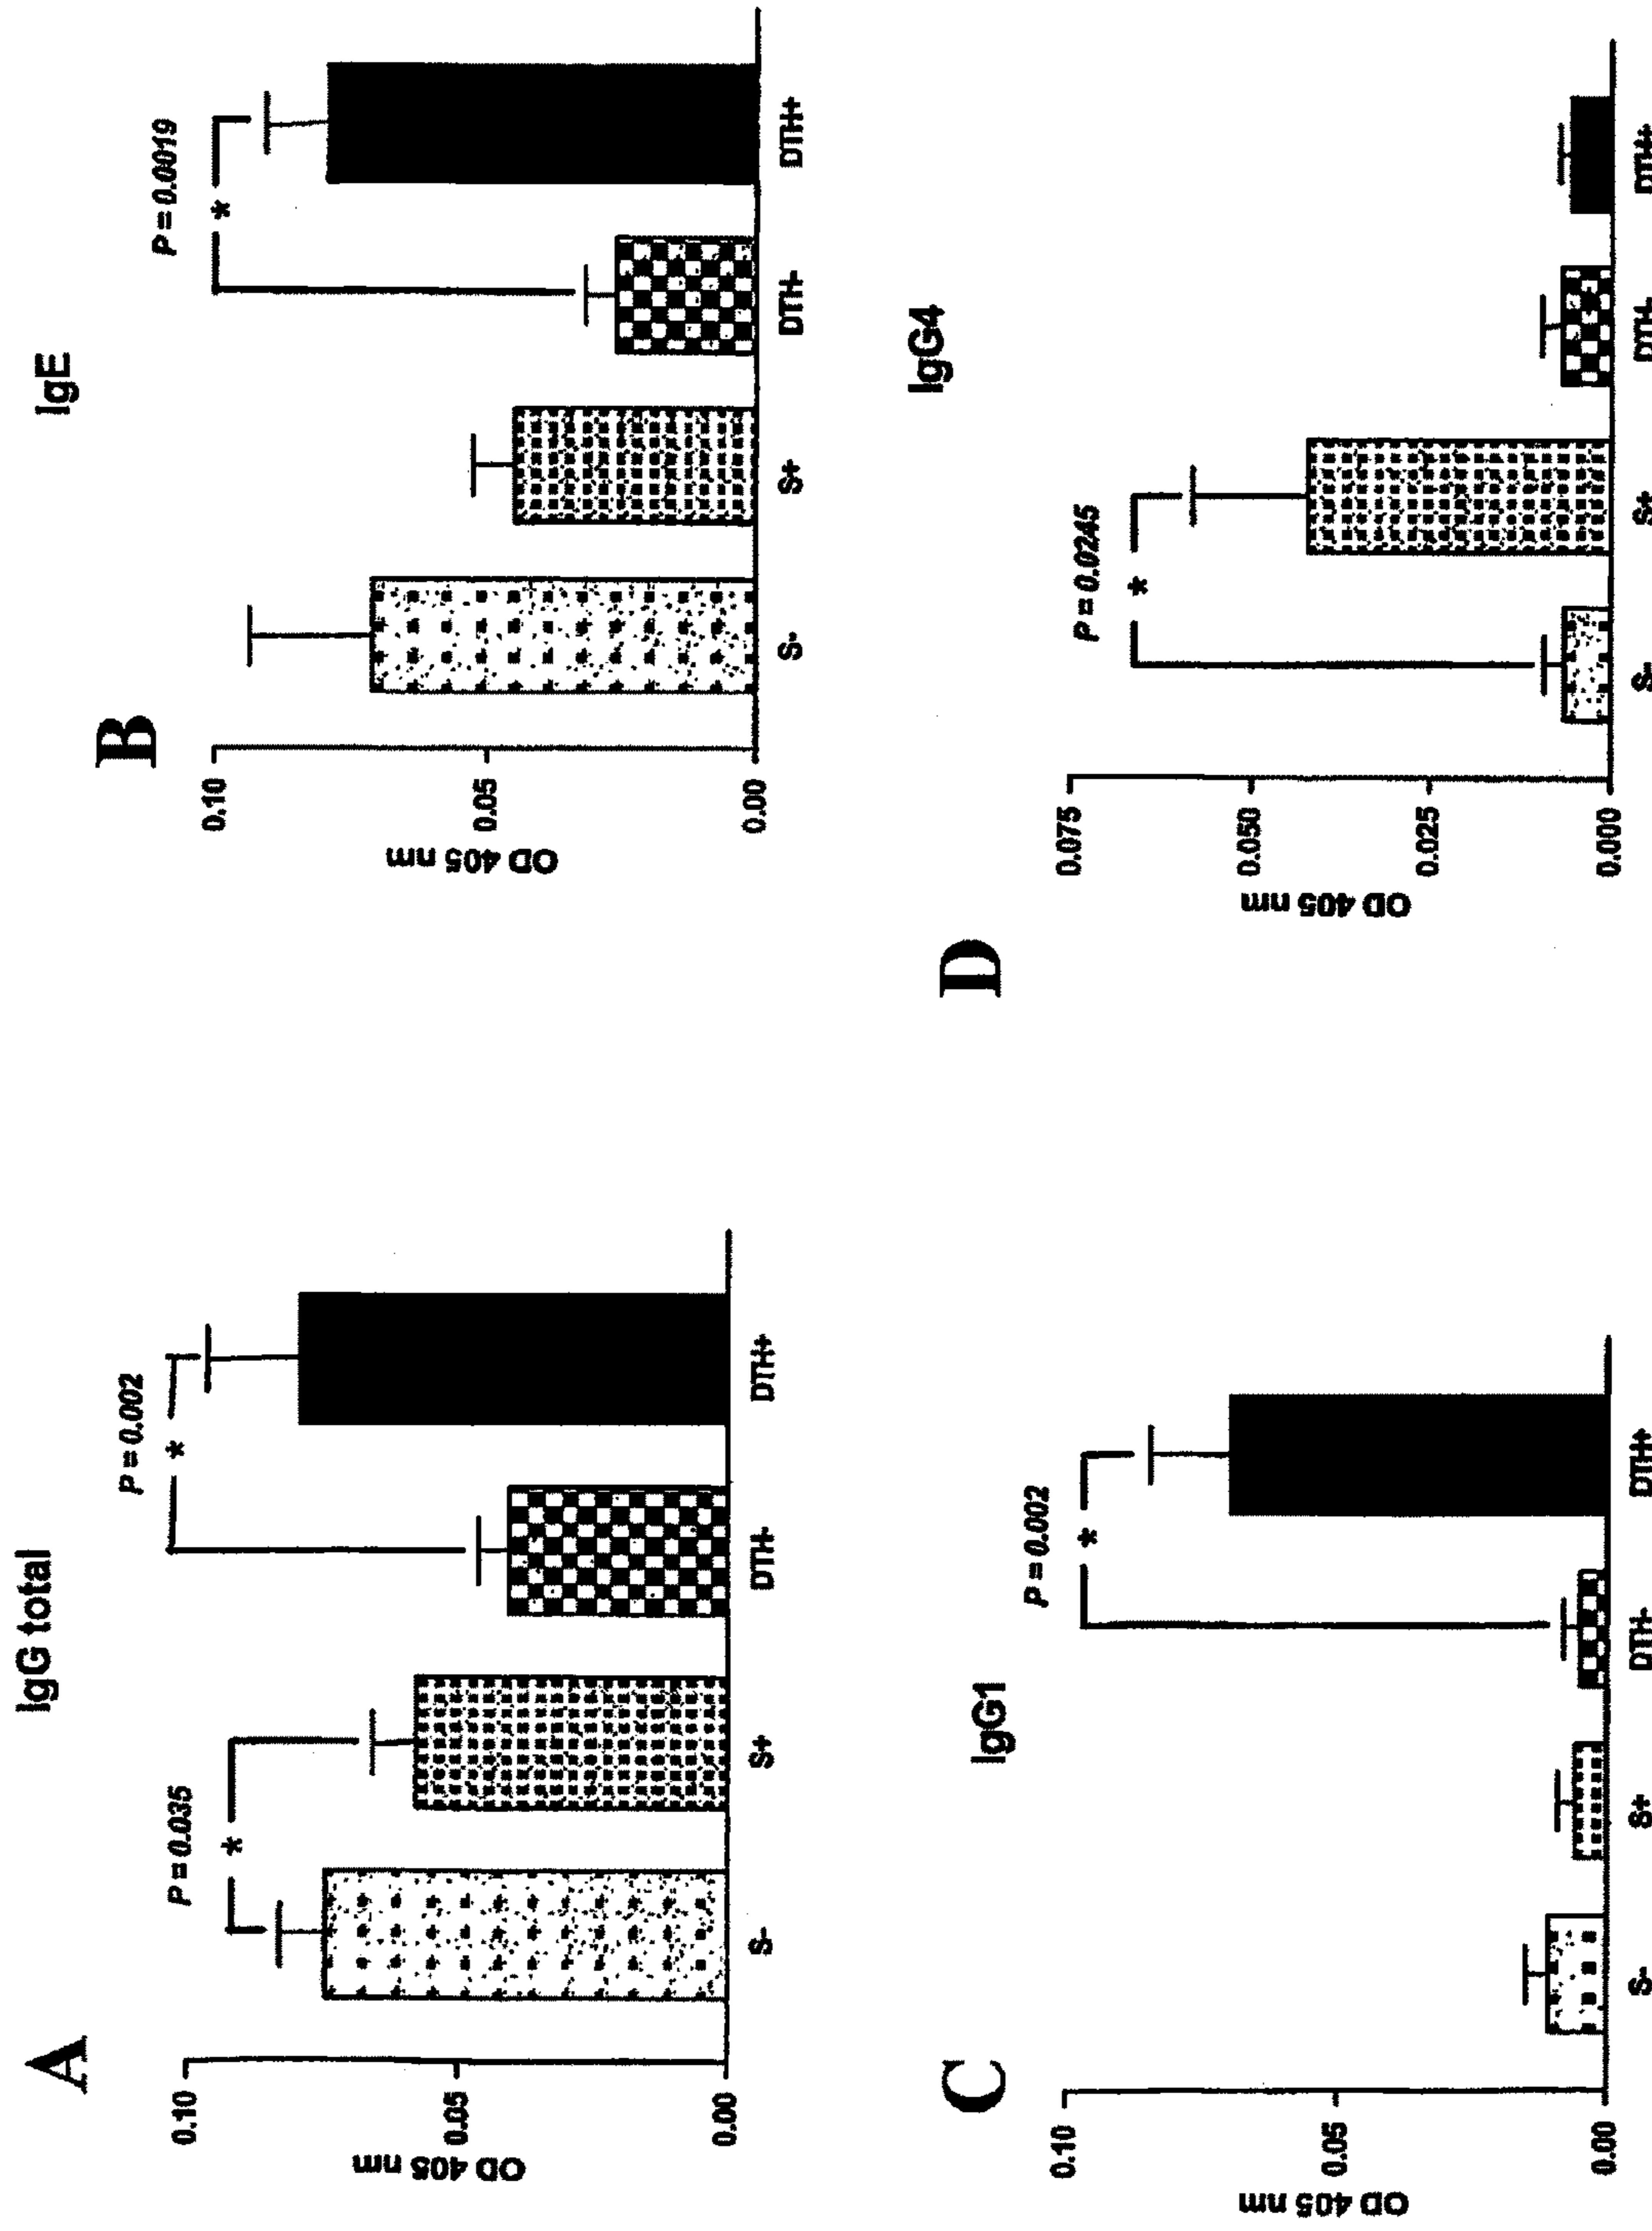 A
IgG total
P = 0.035
*
P = 0.002
*
OD 405 nm
0.10
0.05
0.00
S-
S+
DTH-
DTH+
B
IgE
P = 0.0019
*
OD 405 nm
0.10
0.05
0.00
S-
S+
DTH-
DTH+
C
IgG1
P = 0.002
*
OD 405 nm
0.10
0.05
0.00
S-
S+
DTH-
DTH+
D
IgG4
P = 0.0245
*
OD 405 nm
0.075
0.050
0.025
0.000
S-
S+
DTH-
DTH+